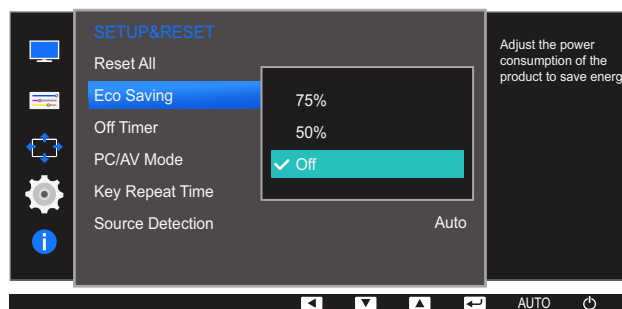 SETUP&RESET
Reset All
Eco Saving
Off Timer
PC/AV Mode
Key Repeat Time
Source Detection
Auto
75%
50%
Off
Adjust the power
consumption of the
product to save energ
i
AUTO